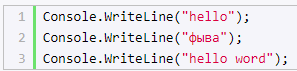 1 Console.WriteLine("hello");
2 Console.WriteLine("фыва");
3 Console.WriteLine("hello word");